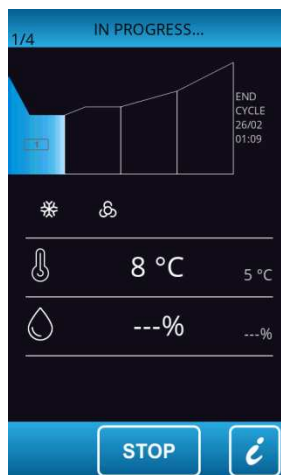 IN PROGRESS...
1/4
END
CYCLE
26/02
01:09
1
8 °C
5 °C
---%
---%
STOP
i